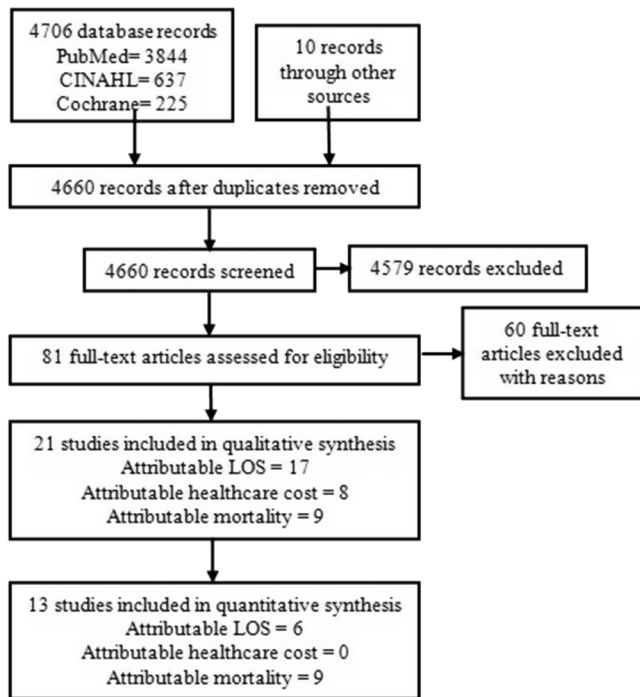 4706 database records
PubMed= 3844
CINAHL= 637
Cochrane= 225
10 records
through other
sources
4660 records after duplicates removed
4660 records screened
4579 records excluded
81 full-text articles assessed for eligibility
60 full-text
articles excluded
with reasons
21 studies included in qualitative synthesis
Attributable LOS = 17
Attributable healthcare cost = 8
Attributable mortality = 9
13 studies included in quantitative synthesis
Attributable LOS = 6
Attributable healthcare cost = 0
Attributable mortality = 9